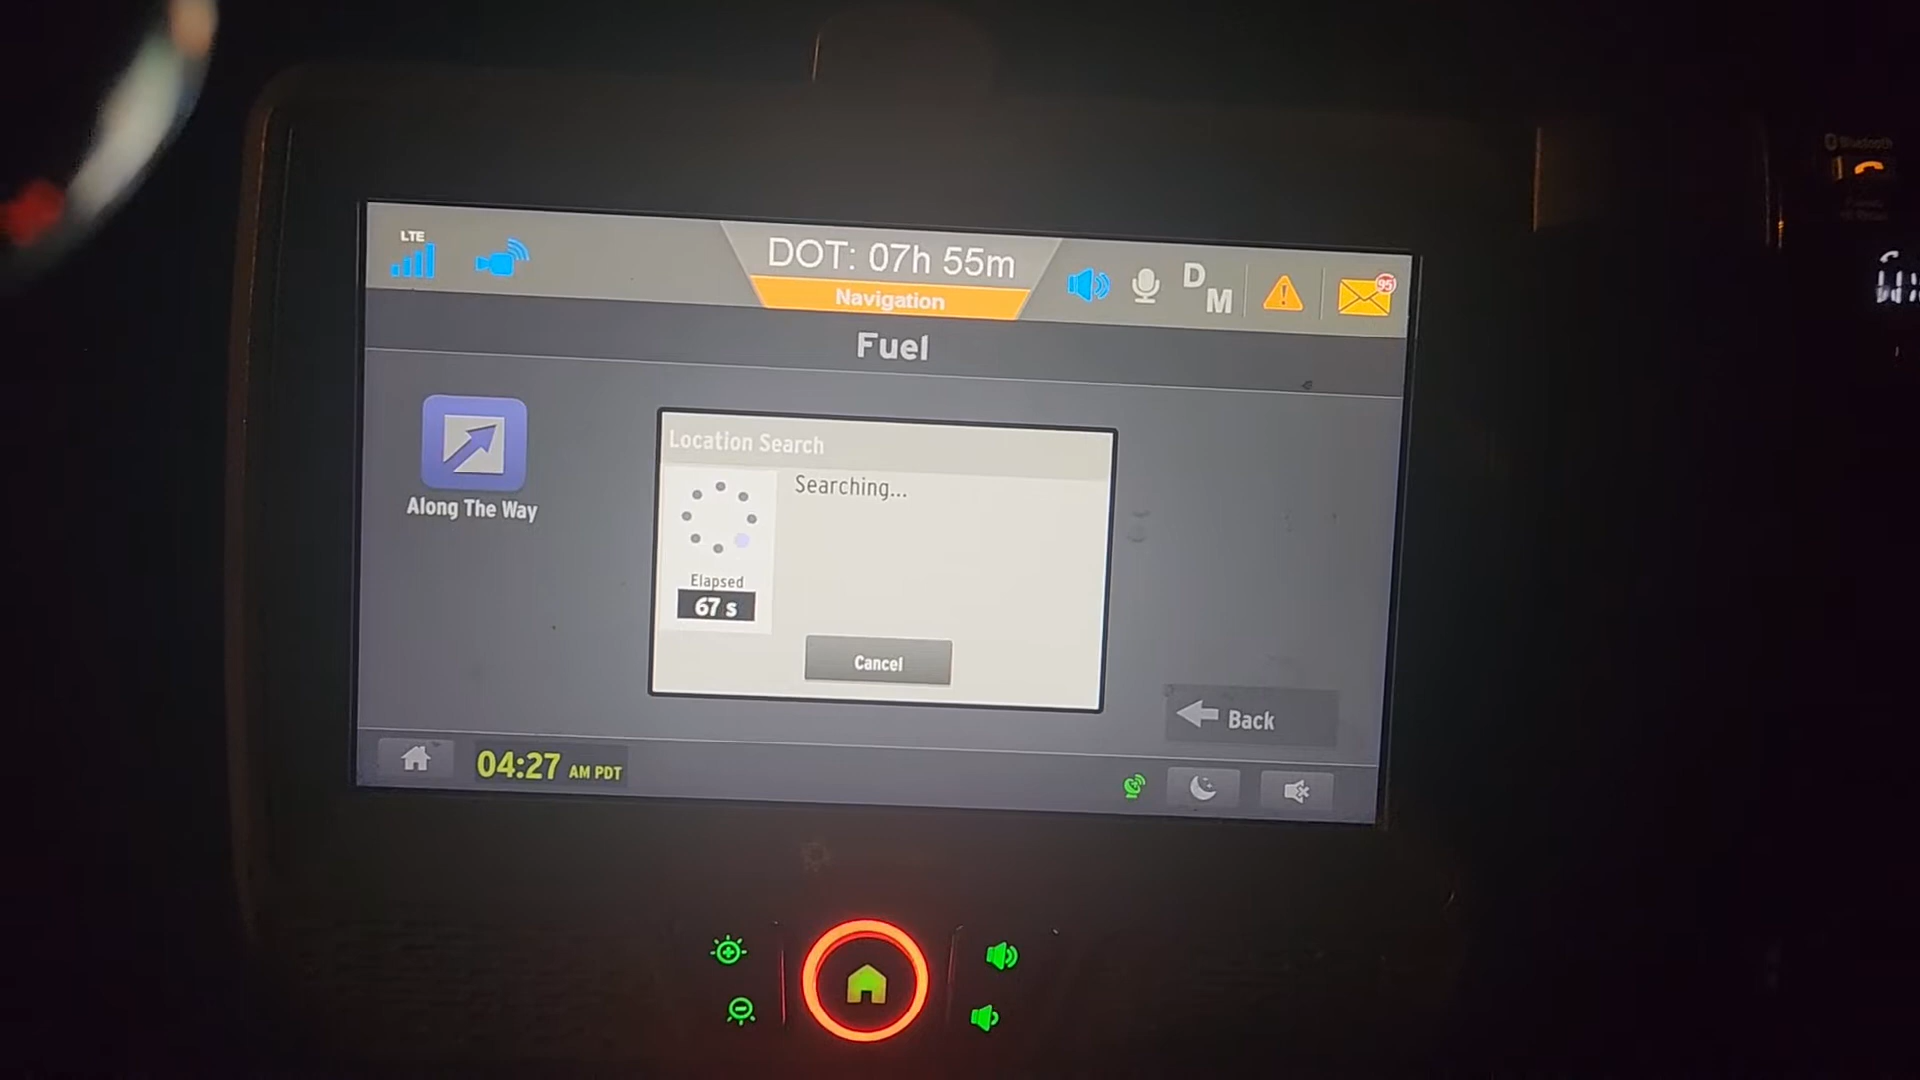 LTE
DOT: 07h 55m
Navigation
D
M
95
Fuel
Along The Way
Location Search
Searching...
Elapsed
67 s
Cancel
Back
04:27 AM PDT
Bluetooth